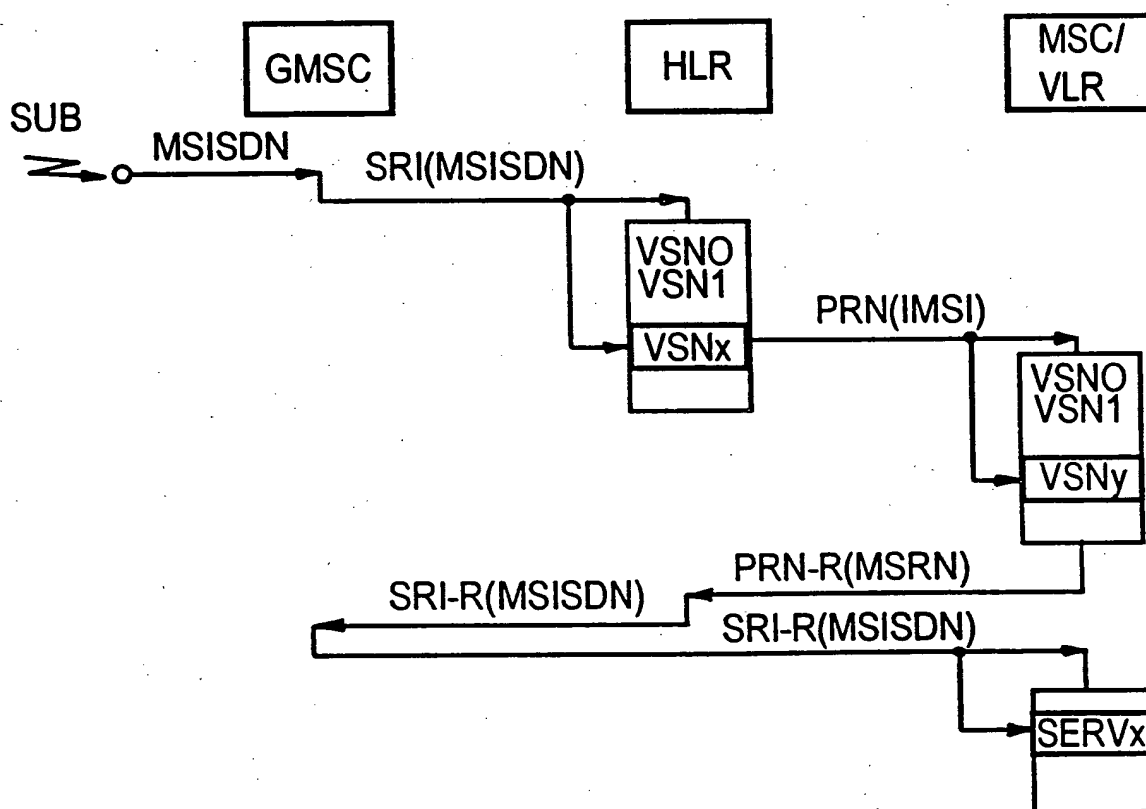 GMSC
HLR
MSC/
VLR
SUB
MSISDN
SRI(MSISDN)
VSNO
VSN1
VSNx
PRN(IMSI)
VSNO
VSN1
VSNy
PRN-R(MSRN)
SRI-R(MSISDN)
SRI-R(MSISDN)
SERVx